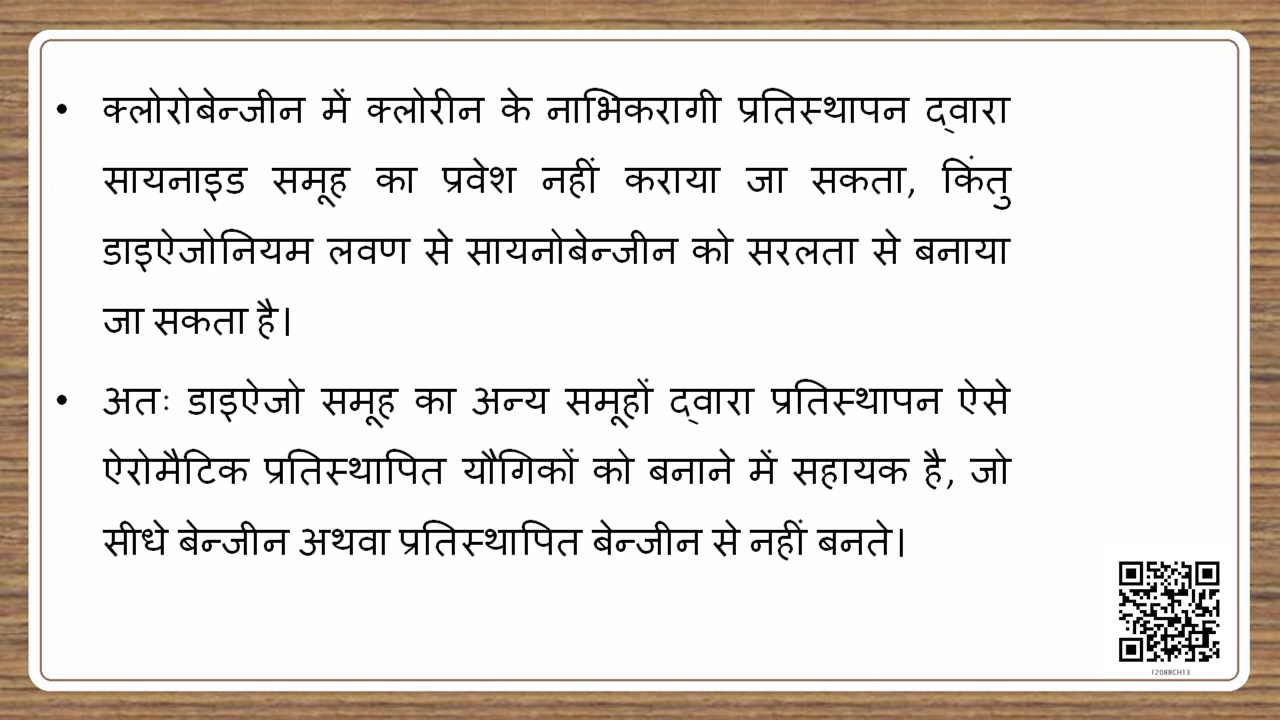 • क्लोरोबेन्जीन में क्लोरीन के नाभिकरागी प्रतिस्थापन द्वारा
सायनाइड समूह का प्रवेश नहीं कराया जा सकता, किंतु
डाइऐजोनियम लवण से सायनोबेन्जीन को सरलता से बनाया
जा सकता है।
• अतः डाइऐजो समूह का अन्य समूहों द्वारा प्रतिस्थापन ऐसे
ऐरोमैटिक प्रतिस्थापित यौगिकों को बनाने में सहायक है, जो
सीधे बेन्जीन अथवा प्रतिस्थापित बेन्जीन से नहीं बनते।
12088CH13